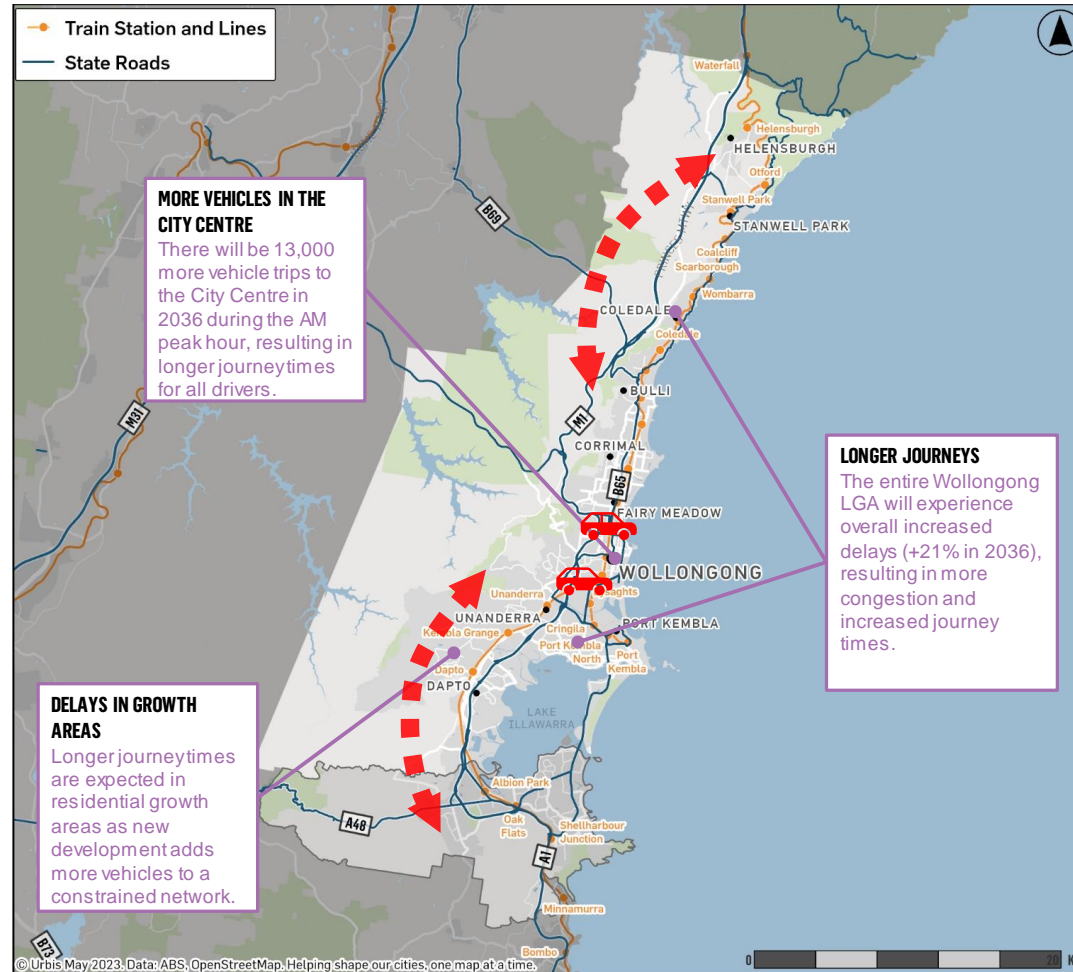 Train Station and Lines
State Roads
Waterfall
Helensburgh
HELENSBURGH
Otford
Stanwell Park
STANWELL PARK
B69
MORE VEHICLES IN THE
CITY CENTRE
There will be 13,000
more vehicle trips to
the City Centre in
2036 during the AM
peak hour, resulting in
longer journey times
for all drivers.
Coalcliff
Scarborough
Wombarra
COLEDALE
Coledale
BULLI
M31
M1
CORRIMAL
B65
FAIRY MEADOW
LONGER JOURNEYS
The entire Wollongong
LGA will experience
overall increased
delays (+21% in 2036),
resulting in more
congestion and
increased journey
times.
WOLLONGONG
Unanderra
UNANDERRA
Kembla Grange
Cringila
PORT KEMBLA
Port Kembla
North
Port
Kembla
Dapto
DAPTO
DELAYS IN GROWTH
AREAS
Longer journey times
are expected in
residential growth
areas as new
development adds
more vehicles to a
constrained network.
LAKE
ILLAWARRA
Albion Park
Oak
Flats
A48
Shellharbour
Junction
A1
Minnamurra
Bombo
B73
© Urbis May 2023. Data: ABS, OpenStreetMap. Helping shape our cities, one map at a time.
0 20